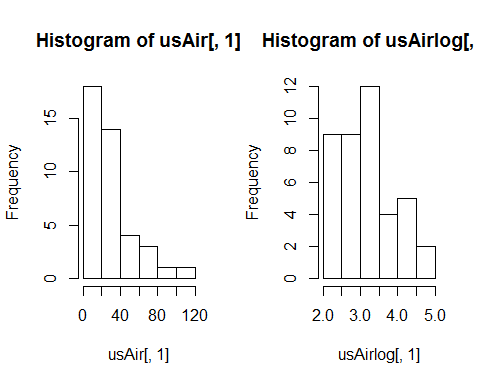 Histogram of usAir[, 1]
Frequency
0 5 10 15
0 40 80 120
usAir[, 1]
Histogram of usAirlog[,
Frequency
0 2 4 6 8 10 12
2.0 3.0 4.0 5.0
usAirlog[, 1]